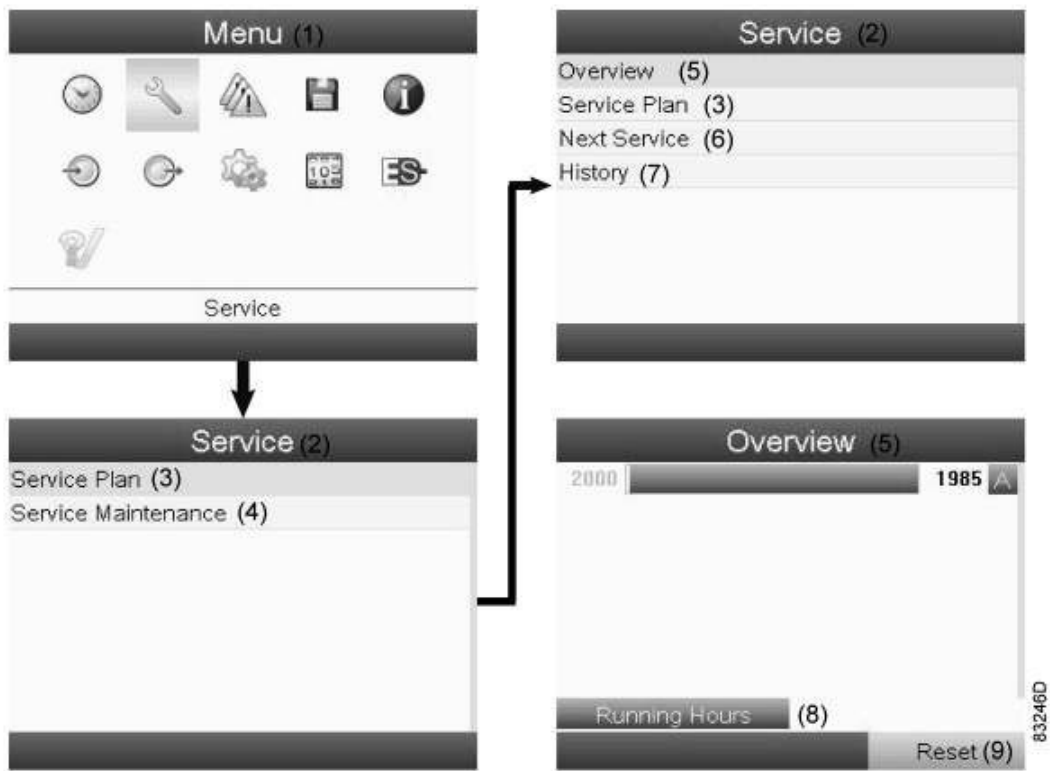 Menu (1)
Service
Service (2)
Service Plan (3)
Service Maintenance (4)
Service (2)
Overview (5)
Service Plan (3)
Next Service (6)
History (7)
Overview (5)
2000 1985 A
Running Hours (8)
Reset (9)
83246D